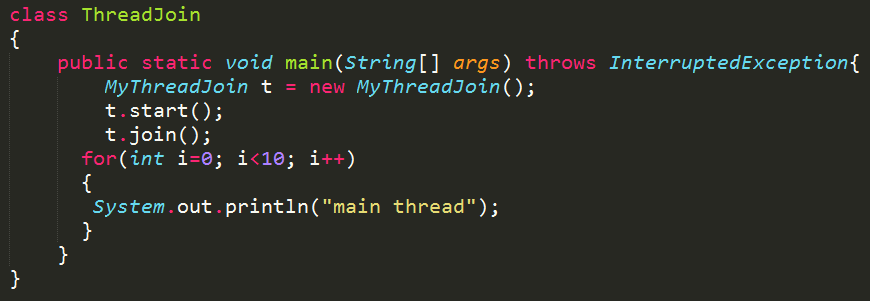 class ThreadJoin
{
    public static void main(String[] args) throws InterruptedException{
        MyThreadJoin t = new MyThreadJoin();
        t.start();
        t.join();
      for(int i=0; i<10; i++)
      {
       System.out.println("main thread");
      }
    }
}